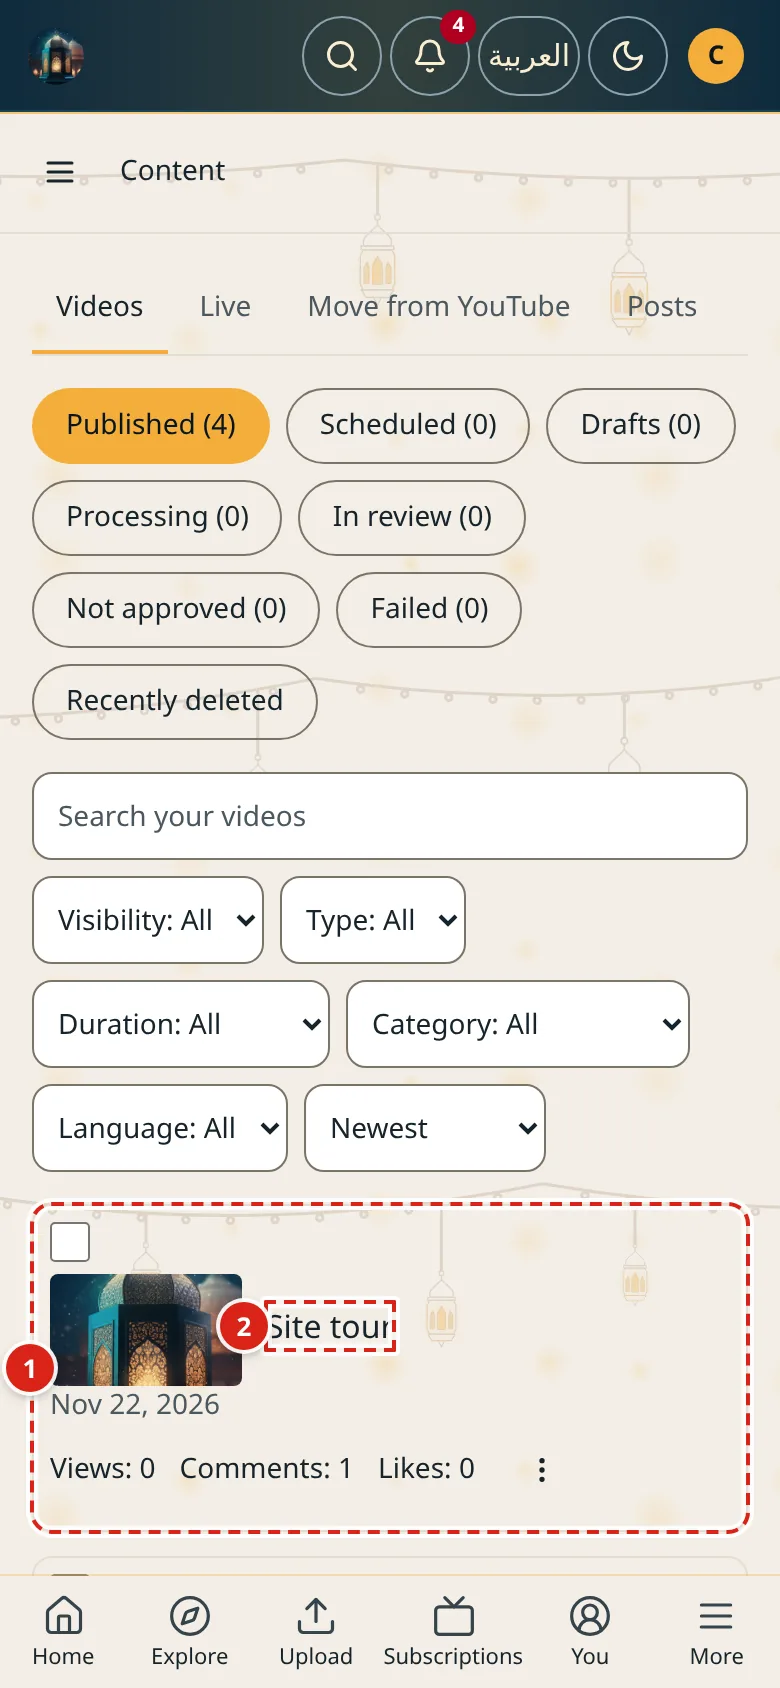 4
العربية
C
Content
Videos Live Move from YouTube Posts
Published (4) Scheduled (0) Drafts (0)
Processing (0) In review (0)
Not approved (0) Failed (0)
Recently deleted
Search your videos
Visibility: All Type: All
Duration: All Category: All
Language: All Newest
2 Site tour
1
Nov 22, 2026
Views: 0 Comments: 1 Likes: 0
Home Explore Upload Subscriptions You More